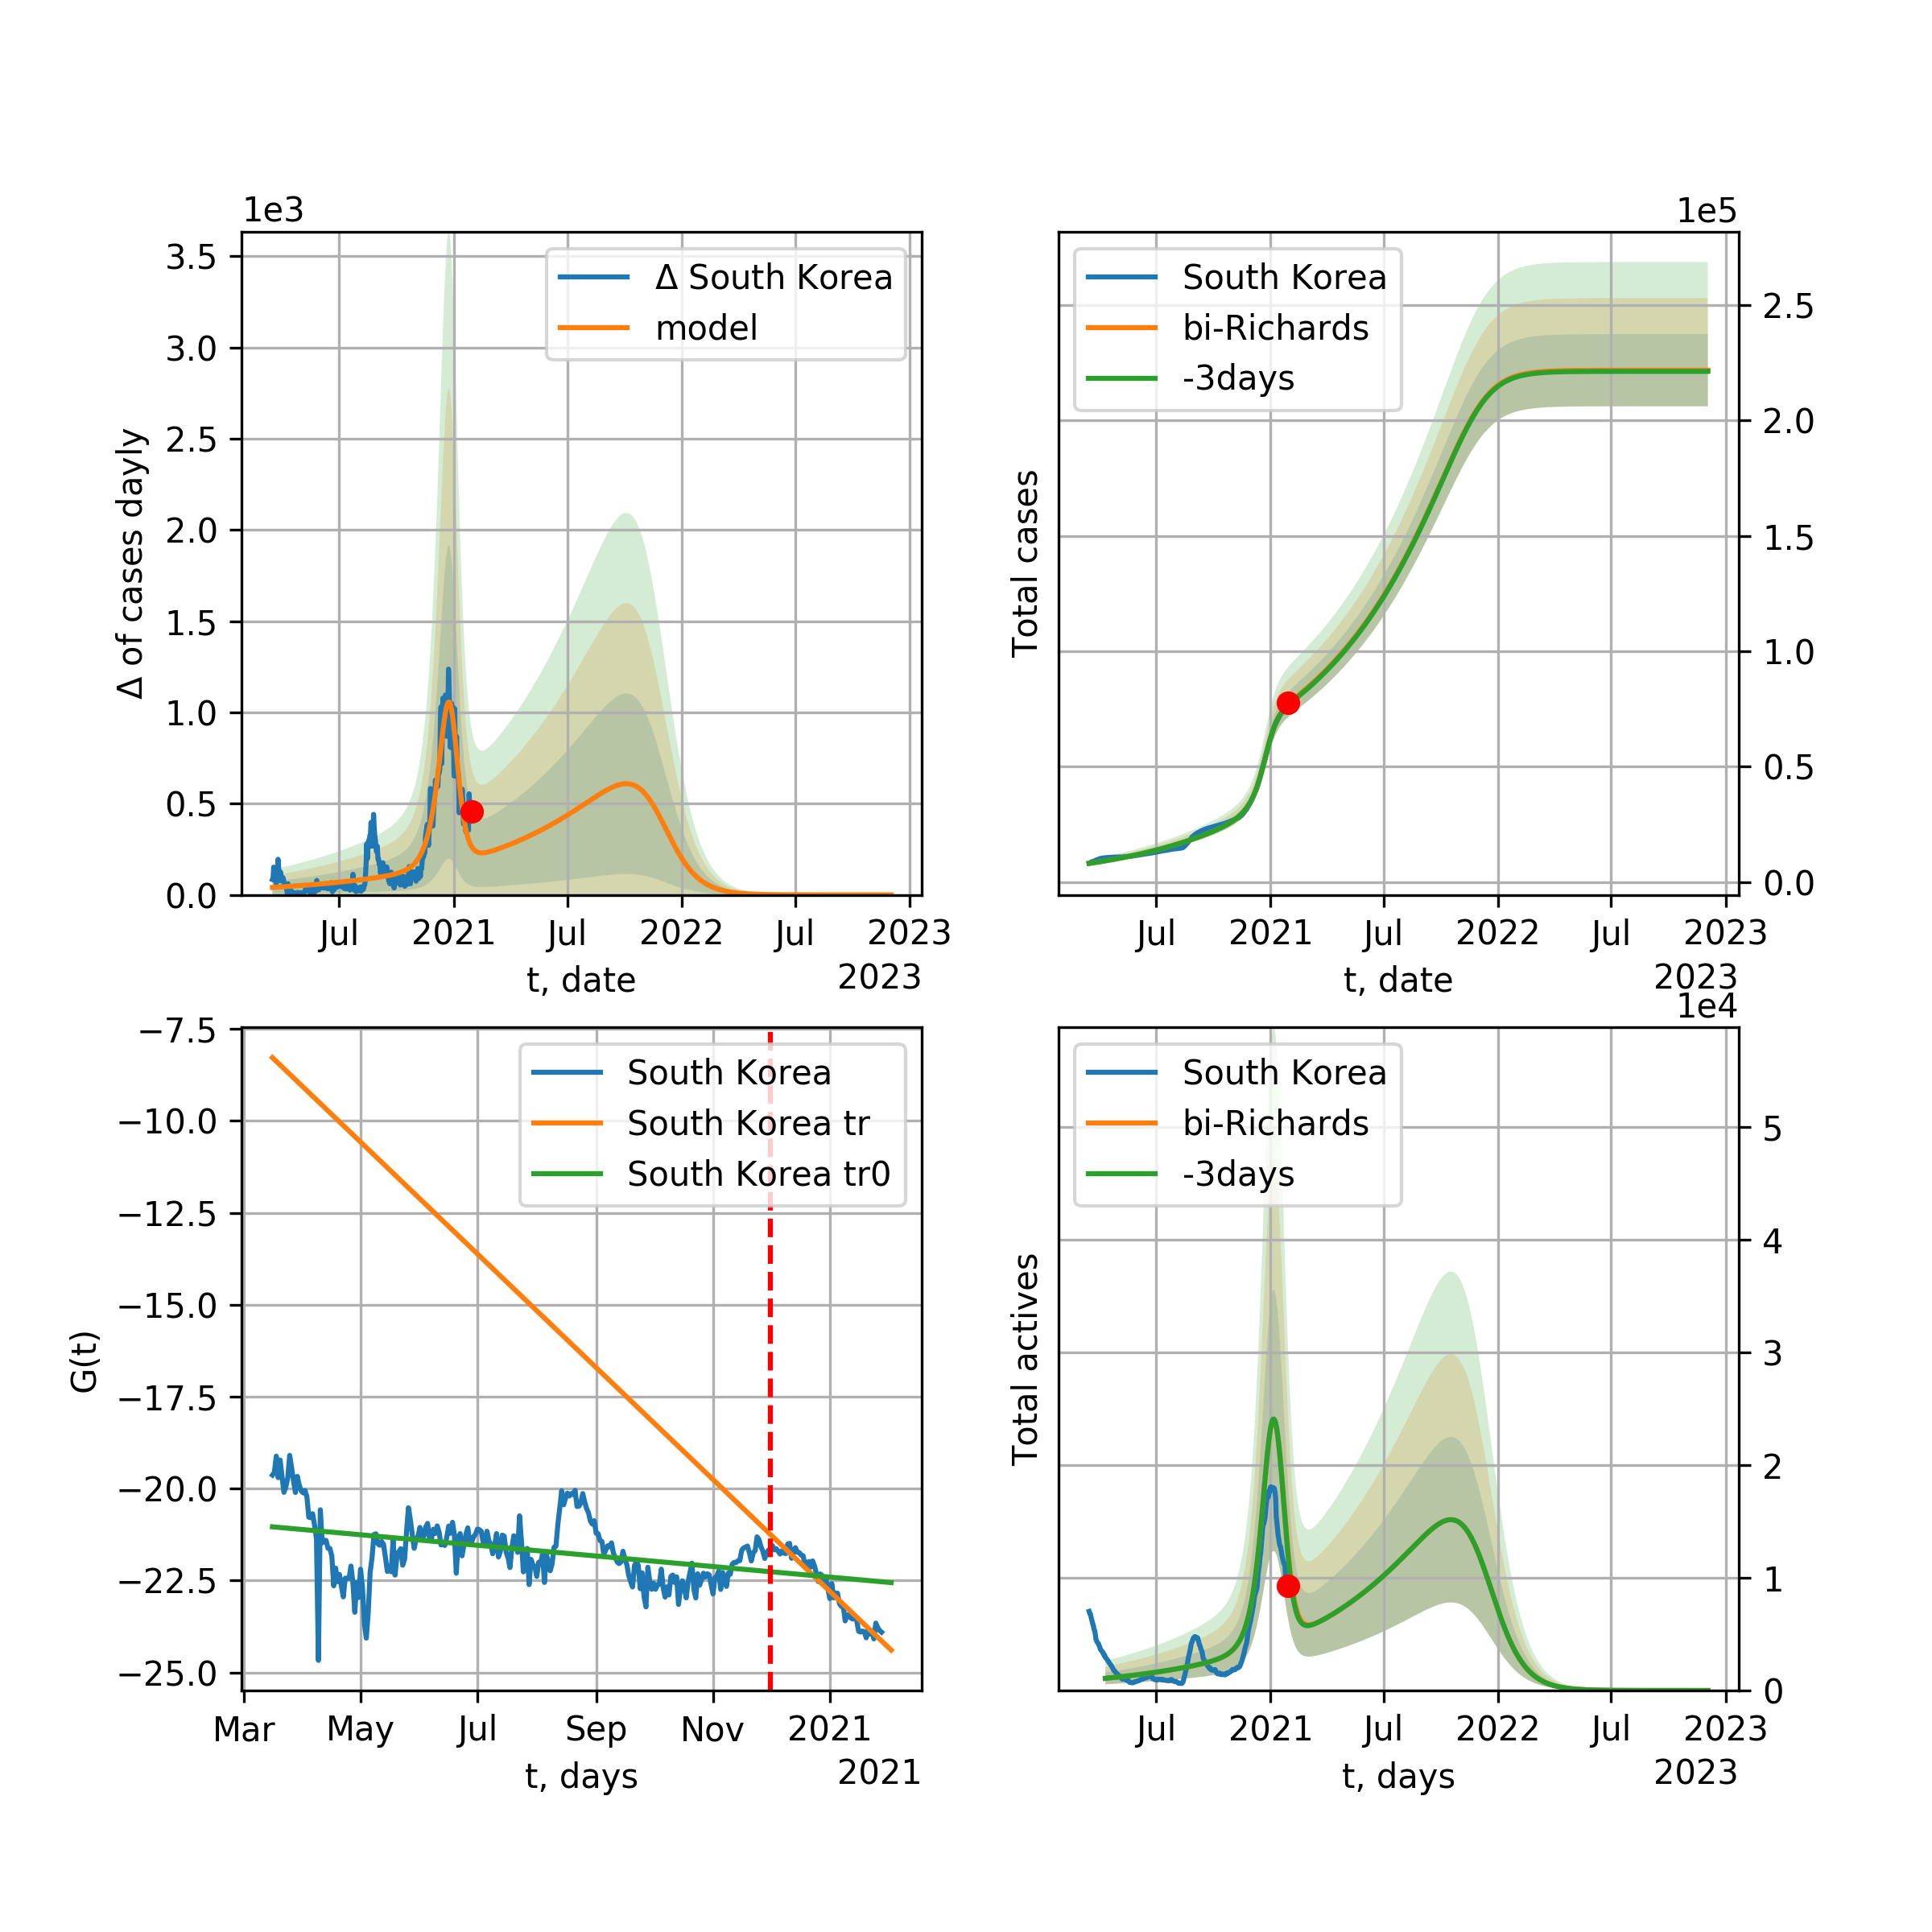 1e3
3.5
3.0
2.5
2.0
1.5
1.0
0.5
0.0
Δ of cases dayly
Δ South Korea
model
Jul 2021 Jul 2022 Jul 2023
t, date
2023
1e5
Total cases
South Korea
bi-Richards
-3days
2.5
2.0
1.5
1.0
0.5
0.0
Jul 2021 Jul 2022 Jul 2023
t, date
2023
−7.5
−10.0
−12.5
−15.0
−17.5
−20.0
−22.5
−25.0
G(t)
South Korea
South Korea tr
South Korea tr0
Mar May Jul Sep Nov 2021
t, days
2021
1e4
Total actives
South Korea
bi-Richards
-3days
5
4
3
2
1
0
Jul 2021 Jul 2022 Jul 2023
t, days
2023